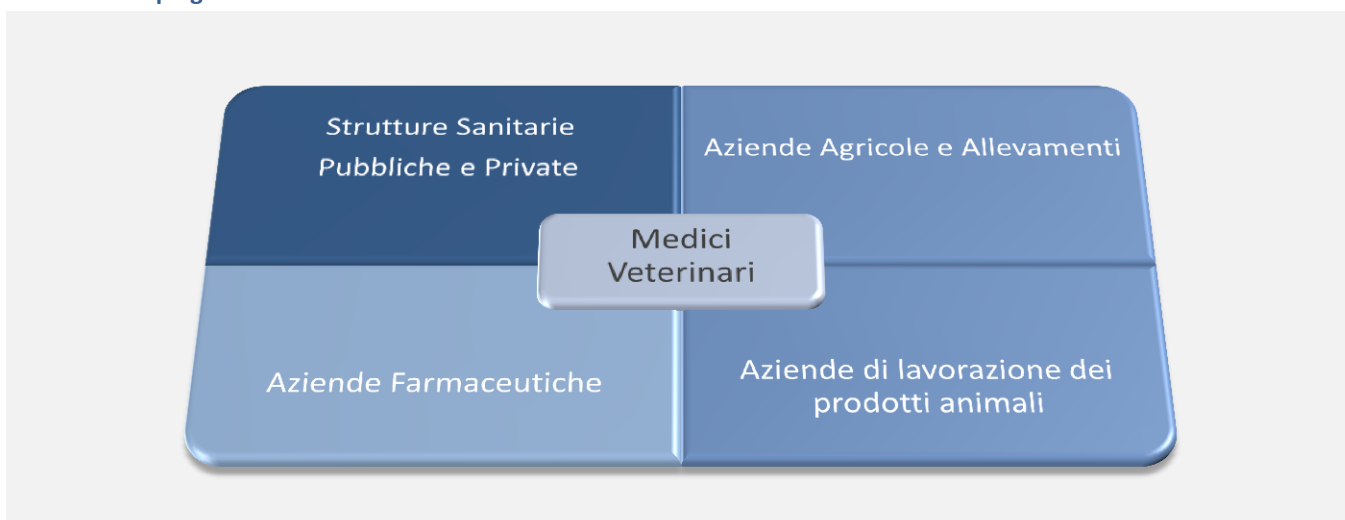 Strutture Sanitarie
Pubbliche e Private
Aziende Agricole e Allevamenti
Medici
Veterinari
Aziende Farmaceutiche
Aziende di lavorazione dei
prodotti animali